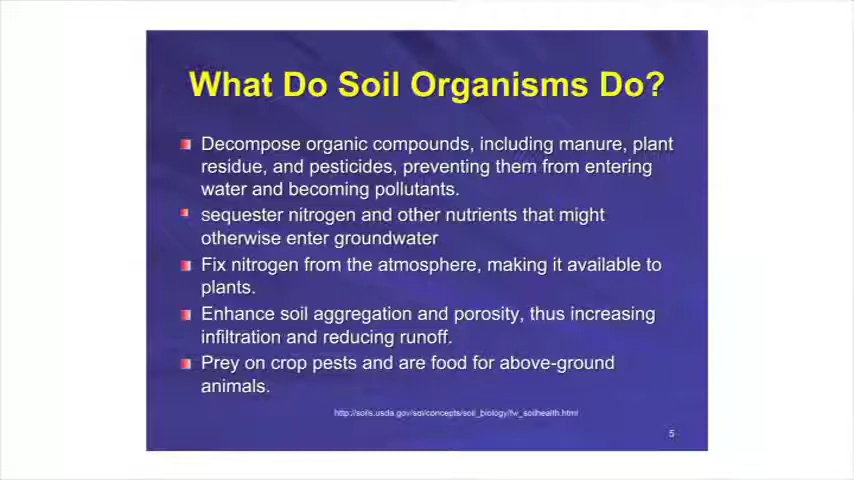 What Do Soil Organisms Do?
Decompose organic compounds, including manure, plant
residue, and pesticides, preventing them from entering
water and becoming pollutants.
sequester nitrogen and other nutrients that might
otherwise enter groundwater
Fix nitrogen from the atmosphere, making it available to
plants.
Enhance soil aggregation and porosity, thus increasing
infiltration and reducing runoff.
Prey on crop pests and are food for above-ground
animals.
http://soils.usda.gov/sqi/concepts/soil_biology/fw_soilhealth.html
5